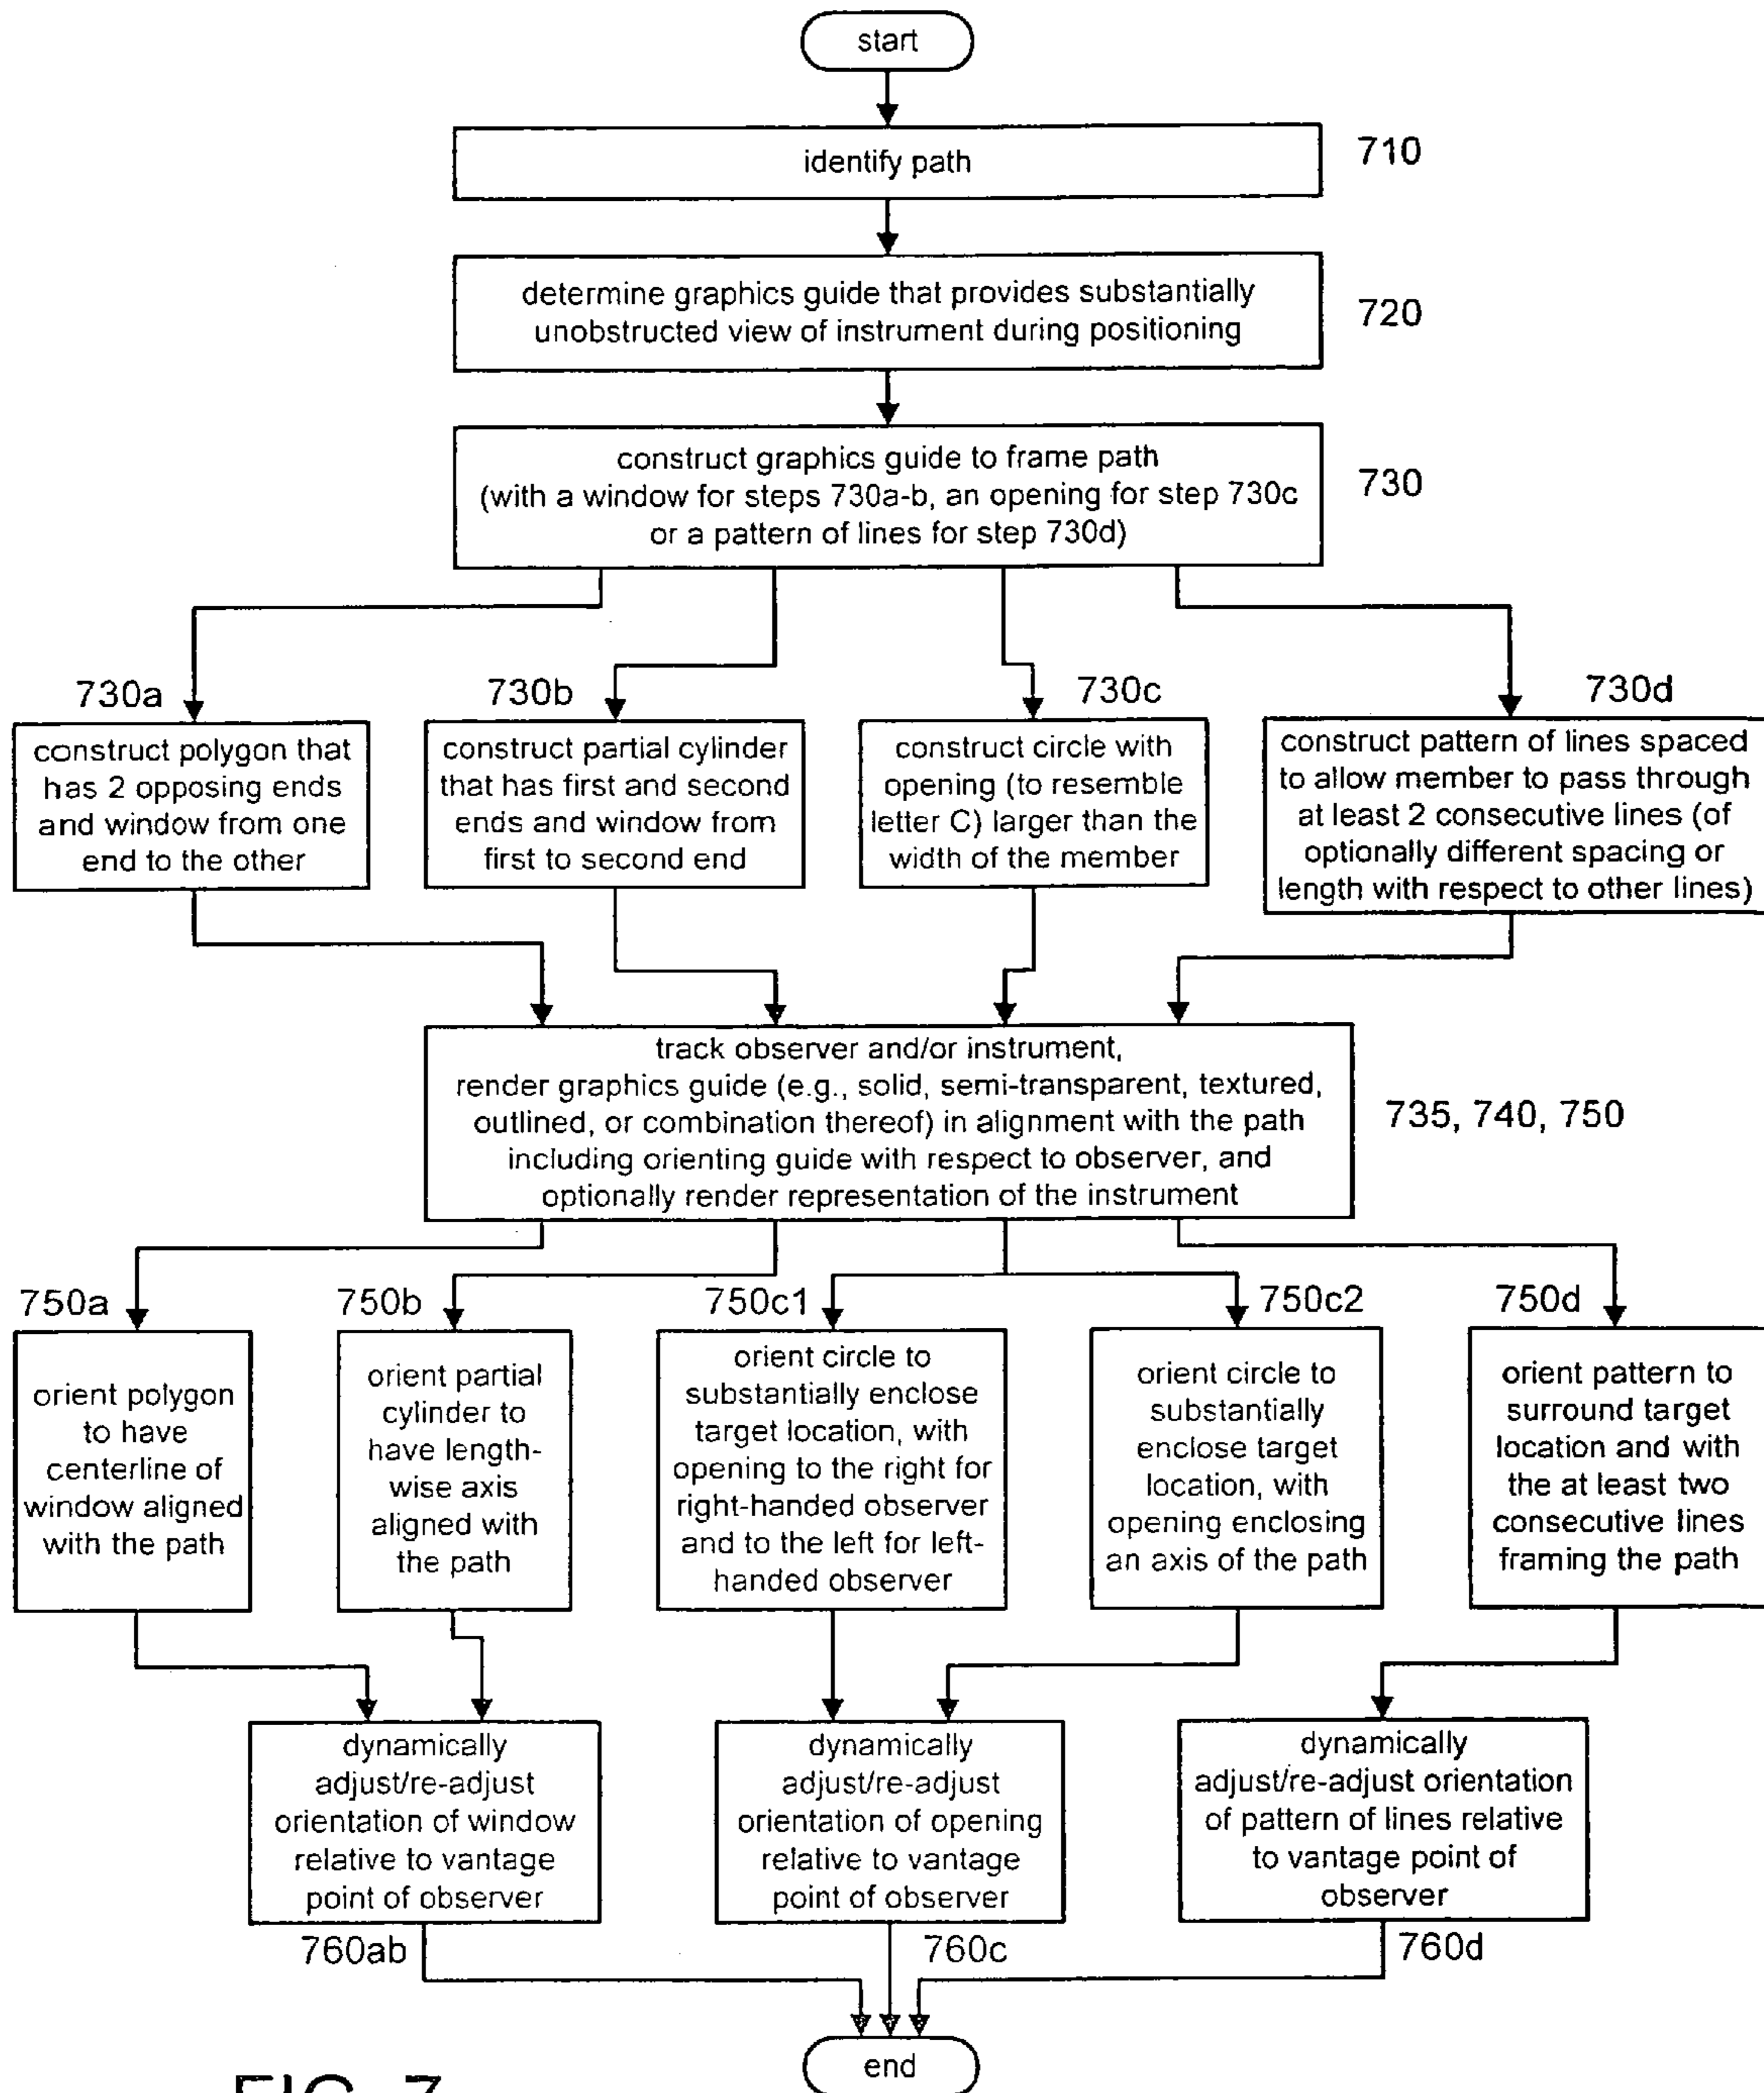 start
identify path
710
determine graphics guide that provides substantially
unobstructed view of instrument during positioning
720
construct graphics guide to frame path
(with a window for steps 730a-b, an opening for step 730c
or a pattern of lines for step 730d)
730
730a
construct polygon that
has 2 opposing ends
and window from one
end to the other
730b
construct partial cylinder
that has first and second
ends and window from
first to second end
730c
construct circle with
opening (to resemble
letter C) larger than the
width of the member
730d
construct pattern of lines spaced
to allow member to pass through
at least 2 consecutive lines (of
optionally different spacing or
length with respect to other lines)
track observer and/or instrument,
render graphics guide (e.g., solid, semi-transparent, textured,
outlined, or combination thereof) in alignment with the path
including orienting guide with respect to observer, and
optionally render representation of the instrument
735, 740, 750
750a
orient polygon
to have
centerline of
window aligned
with the path
750b
orient partial
cylinder to
have length-
wise axis
aligned with
the path
750c1
orient circle to
substantially enclose
target location, with
opening to the right for
right-handed observer
and to the left for left-
handed observer
750c2
orient circle to
substantially
enclose target
location, with
opening enclosing
an axis of the path
750d
orient pattern to
surround target
location and with
the at least two
consecutive lines
framing the path
dynamically
adjust/re-adjust
orientation of window
relative to vantage
point of observer
760ab
dynamically
adjust/re-adjust
orientation of opening
relative to vantage
point of observer
760c
dynamically
adjust/re-adjust orientation
of pattern of lines relative
to vantage point of
observer
760d
end
FIG. 7